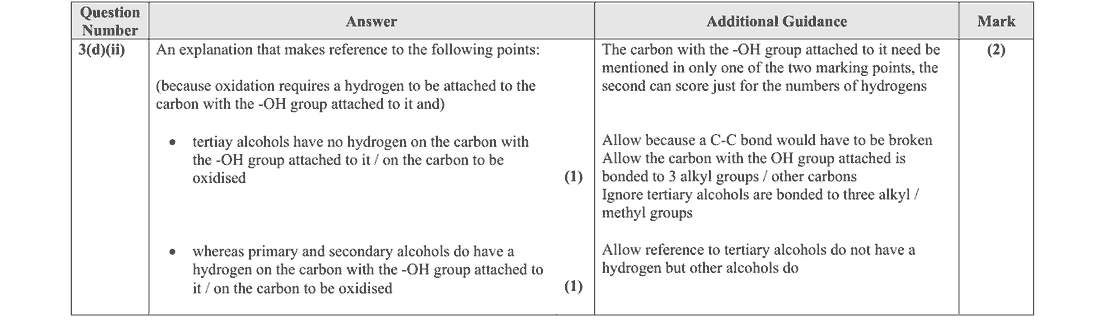 Question Number
Answer
Additional Guidance
Mark
3(d)(ii)
An explanation that makes reference to the following points:
(because oxidation requires a hydrogen to be attached to the
carbon with the -OH group attached to it and)
• tertiay alcohols have no hydrogen on the carbon with
the -OH group attached to it / on the carbon to be
oxidised
(1)
• whereas primary and secondary alcohols do have a
hydrogen on the carbon with the -OH group attached to
it / on the carbon to be oxidised
(1)
The carbon with the -OH group attached to it need be
mentioned in only one of the two marking points, the
second can score just for the numbers of hydrogens
Allow because a C-C bond would have to be broken
Allow the carbon with the OH group attached is
bonded to 3 alkyl groups / other carbons
Ignore tertiary alcohols are bonded to three alkyl /
methyl groups
Allow reference to tertiary alcohols do not have a
hydrogen but other alcohols do
(2)